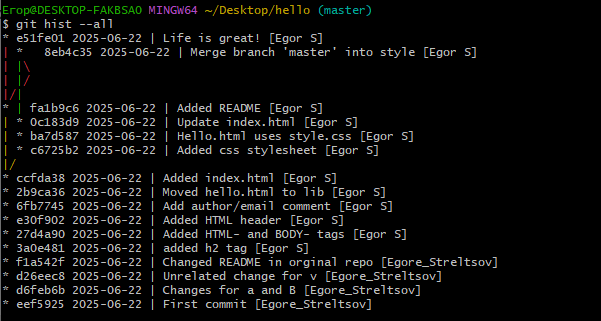 Erop@DESKTOP-FAKBSAO MINGW64 ~/Desktop/hello (master)
$ git hist --all
* e51fe01 2025-06-22 | Life is great! [Egor S]
| *   8eb4c35 2025-06-22 | Merge branch 'master' into style [Egor S]
| |\
| |/
|/|
* | fa1b9c6 2025-06-22 | Added README [Egor S]
| * 0c183d9 2025-06-22 | Update index.html [Egor S]
| * ba7d587 2025-06-22 | Hello.html uses style.css [Egor S]
| * c6725b2 2025-06-22 | Added css stylesheet [Egor S]
|/
* ccfda38 2025-06-22 | Added index.html [Egor S]
* 2b9ca36 2025-06-22 | Moved hello.html to lib [Egor S]
* 6fb7745 2025-06-22 | Add author/email comment [Egor S]
* e30f902 2025-06-22 | Added HTML header [Egor S]
* 27d4a90 2025-06-22 | Added HTML- and BODY- tags [Egor S]
* 3a0e481 2025-06-22 | added h2 tag [Egor S]
* f1a542f 2025-06-22 | Changed README in orginal repo [Egore_Streltsov]
* d26eec8 2025-06-22 | Unrelated change for v [Egore_Streltsov]
* d6feb6b 2025-06-22 | Changes for a and B [Egore_Streltsov]
* eef5925 2025-06-22 | First commit [Egore_Streltsov]